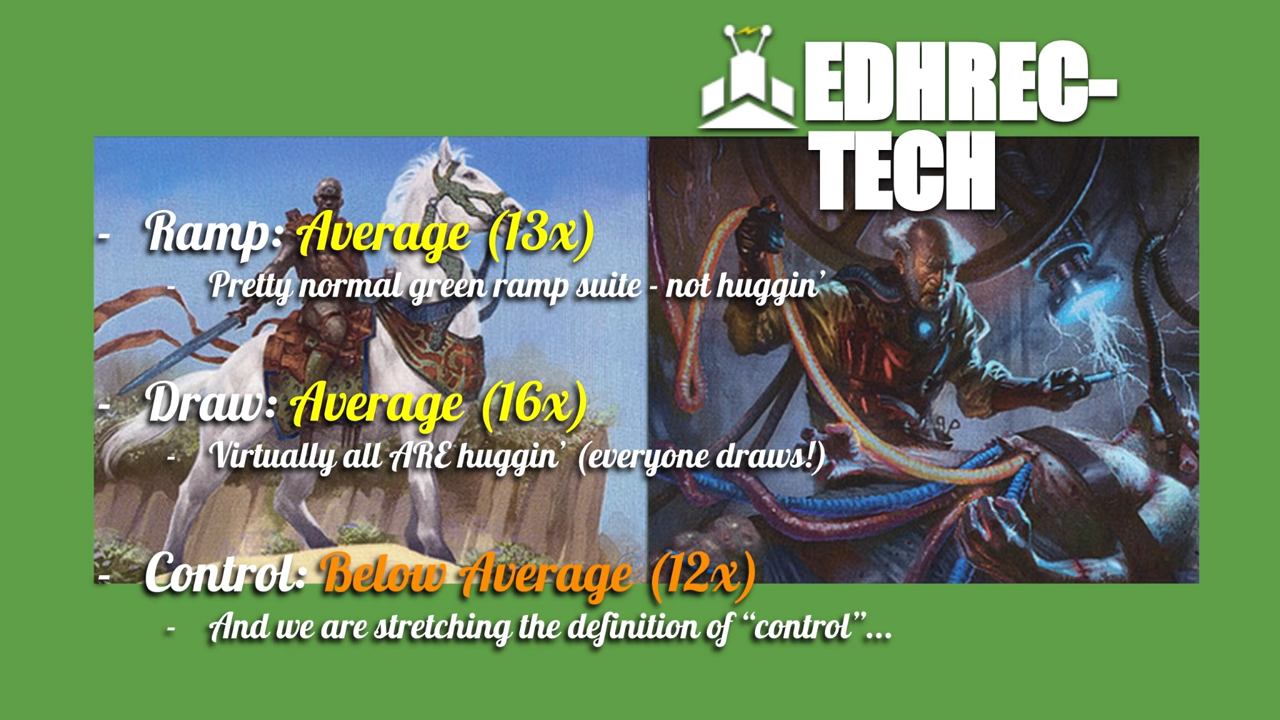 EDHREC-
TECH
- Ramp: Average (13x)
- Pretty normal green ramp suite - not huggin’
- Draw: Average (16x)
- Virtually all ARE huggin’ (everyone draws!)
- Control: Below Average (12x)
- And we are stretching the definition of “control”...